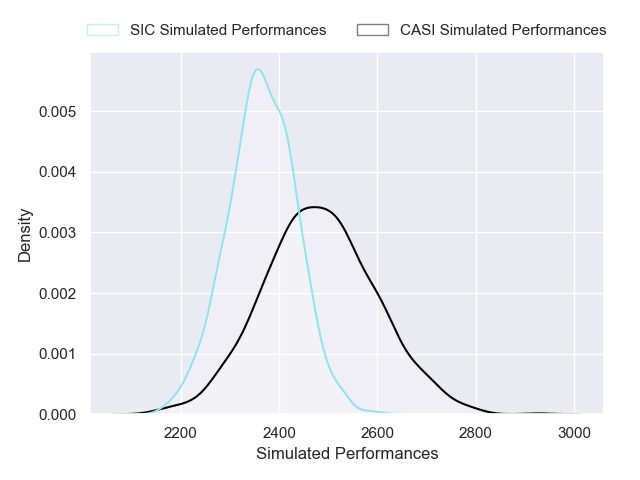 SIC Simulated Performances CASI Simulated Performances
0.005
0.004
0.003
0.002
0.001
0.000
Density
2200 2400 2600 2800 3000
Simulated Performances